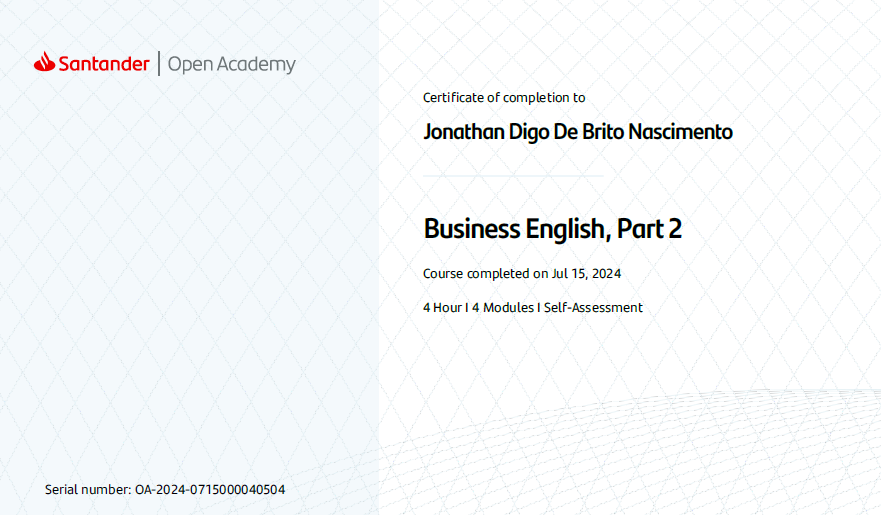 Santander | Open Academy
Certificate of completion to
Jonathan Digo De Brito Nascimento
Business English, Part 2
Course completed on Jul 15, 2024
4 Hour I 4 Modules I Self-Assessment
Serial number: OA-2024-0715000040504